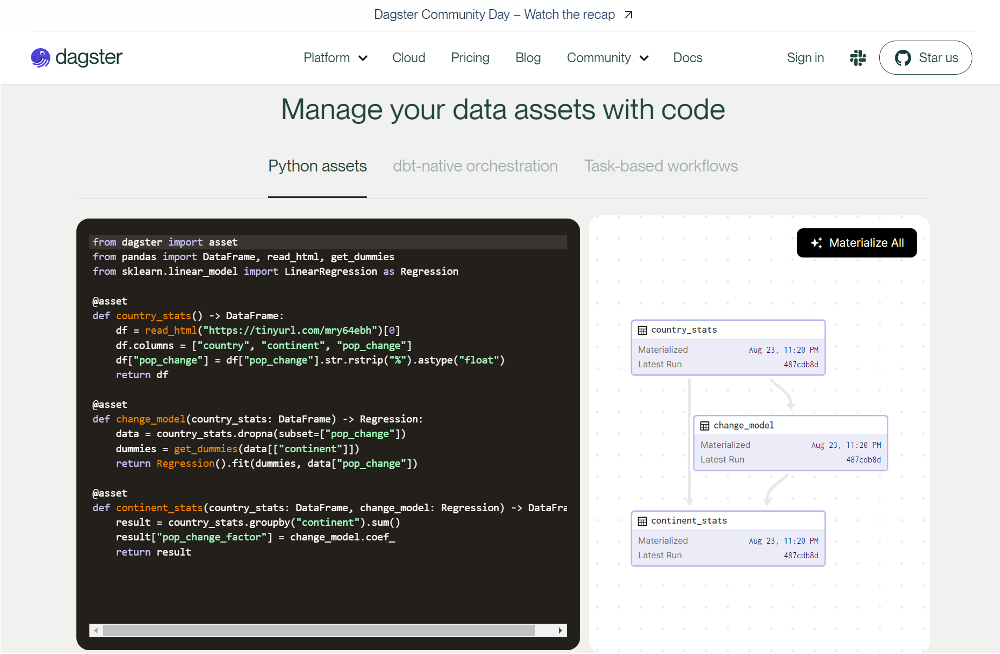 Dagster Community Day – Watch the recap
dagster
Platform
Cloud
Pricing
Blog
Community
Docs
Sign in
Star us
Manage your data assets with code
Python assets
dbt-native orchestration
Task-based workflows
from dagster import asset
from pandas import DataFrame, read_html, get_dummies
from sklearn.linear_model import LinearRegression as Regression
@asset
def country_stats() -> DataFrame:
    df = read_html("https://tinyurl.com/mry64ebh")[0]
    df.columns = ["country", "continent", "pop_change"]
    df["pop_change"] = df["pop_change"].str.rstrip("%").astype("float")
    return df
@asset
def change_model(country_stats: DataFrame) -> Regression:
    data = country_stats.dropna(subset=["pop_change"])
    dummies = get_dummies(data[["continent"]])
    return Regression().fit(dummies, data["pop_change"])
@asset
def continent_stats(country_stats: DataFrame, change_model: Regression) -> DataFra
    result = country_stats.groupby("continent").sum()
    result["pop_change_factor"] = change_model.coef_
    return result
Materialize All
country_stats
Materialized Aug 23, 11:20 PM
Latest Run 487cdb8d
change_model
Materialized Aug 23, 11:20 PM
Latest Run 487cdb8d
continent_stats
Materialized Aug 23, 11:20 PM
Latest Run 487cdb8d